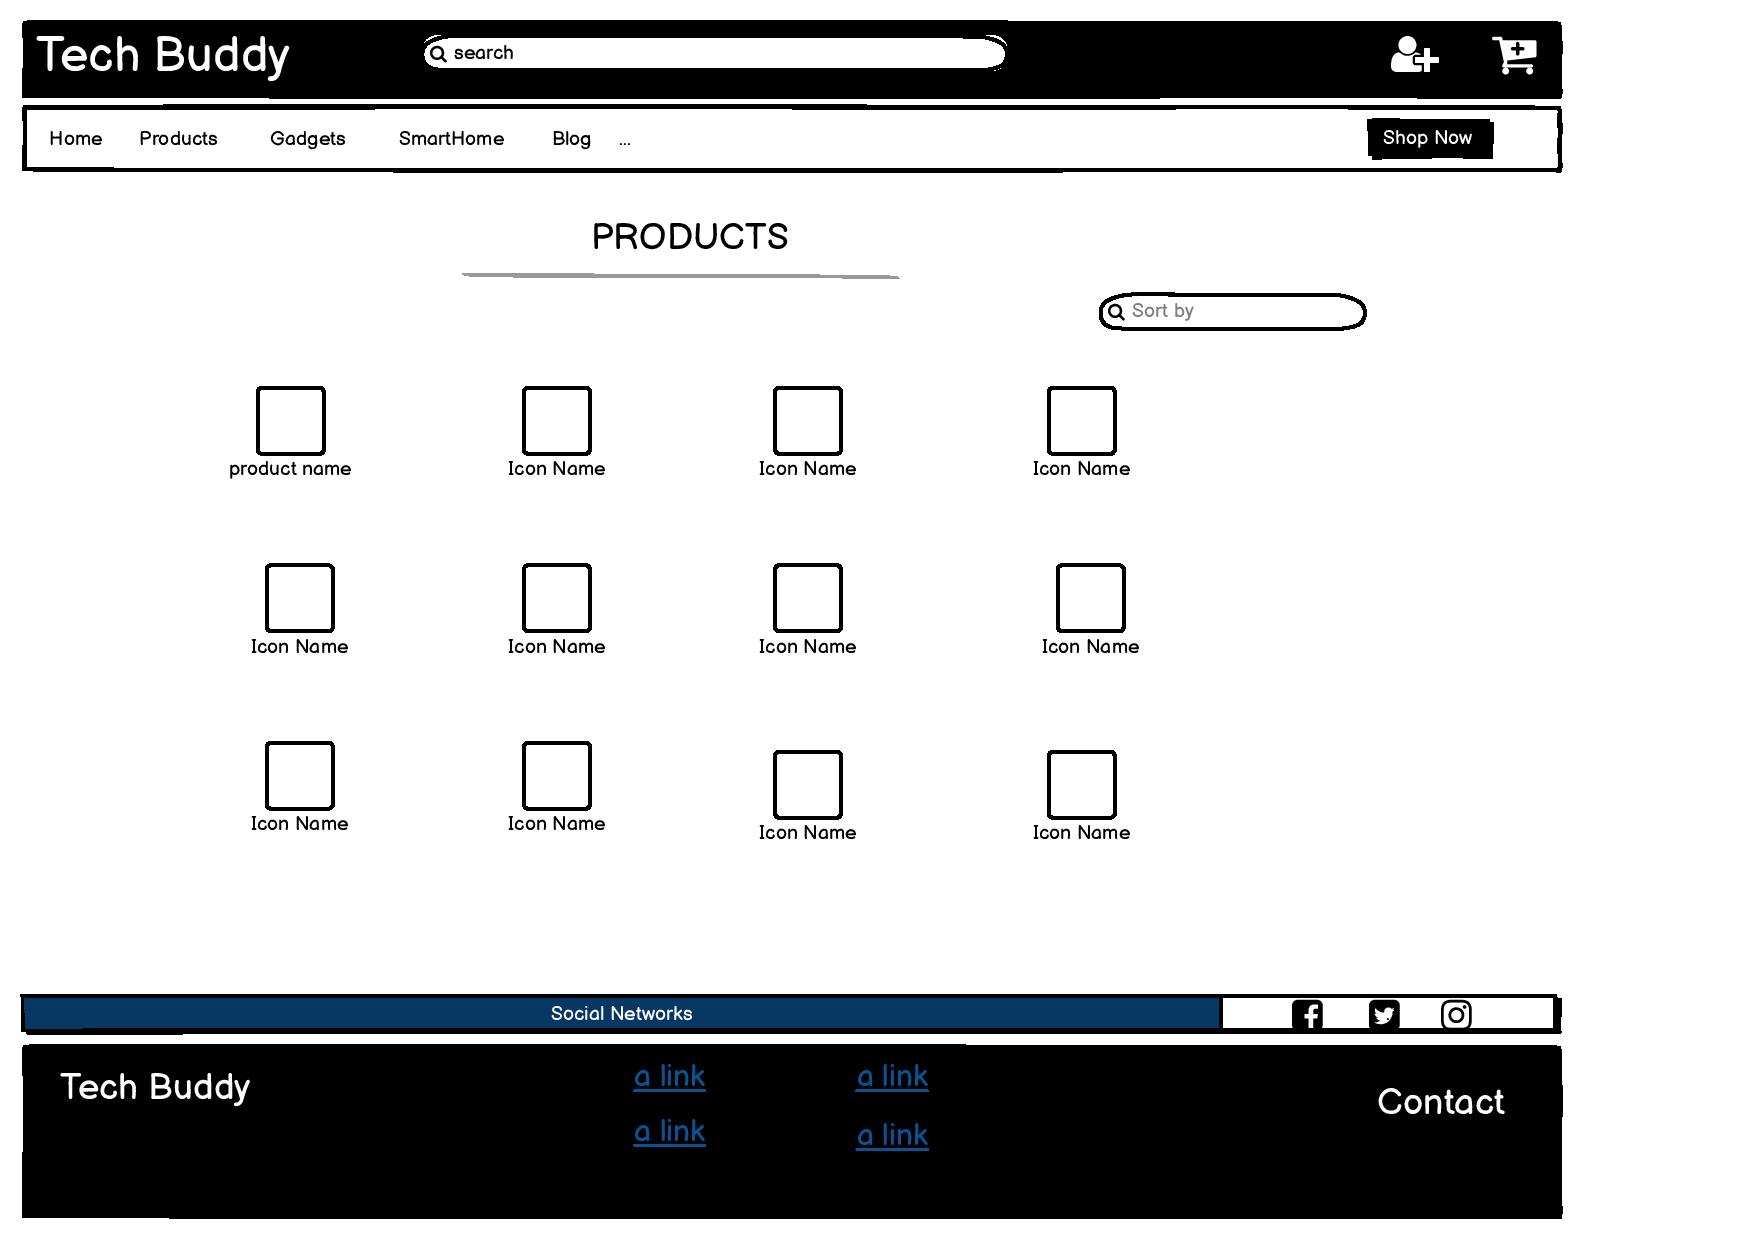 Tech Buddy
search
Home Products Gadgets SmartHome Blog ...
Shop Now
PRODUCTS
Sort by
product name Icon Name Icon Name Icon Name
Icon Name Icon Name Icon Name Icon Name
Icon Name Icon Name Icon Name Icon Name
Social Networks
Tech Buddy
a link a link
a link a link
Contact